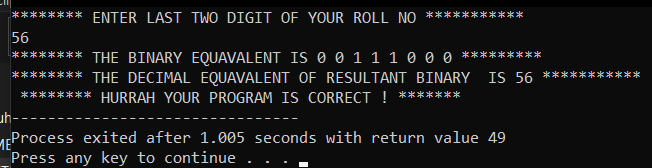 ******** ENTER LAST TWO DIGIT OF YOUR ROLL NO ***********
56
******** THE BINARY EQUAVALENT IS 0 0 1 1 1 0 0 0 *********
******** THE DECIMAL EQUAVALENT OF RESULTANT BINARY  IS 56 ***********
 ******** HURRAH YOUR PROGRAM IS CORRECT ! *******
--------------------------------
Process exited after 1.005 seconds with return value 49
Press any key to continue . . .